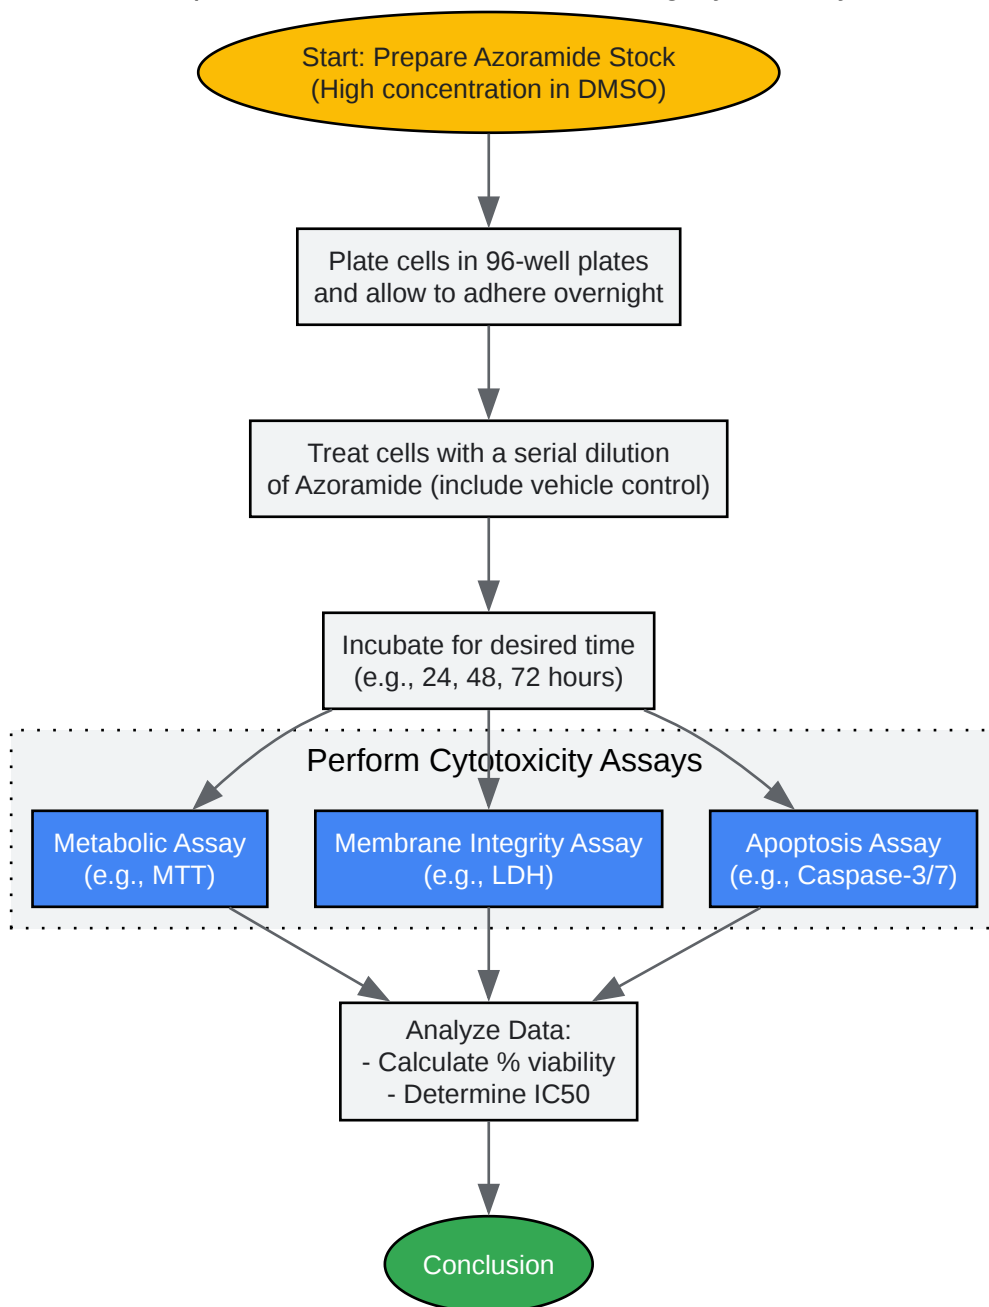 Start: Prepare Azoramide Stock
(High concentration in DMSO)
Plate cells in 96-well plates
and allow to adhere overnight
Treat cells with a serial dilution
of Azoramide (include vehicle control)
Incubate for desired time
(e.g., 24, 48, 72 hours)
Perform Cytotoxicity Assays
Metabolic Assay
(e.g., MTT)
Membrane Integrity Assay
(e.g., LDH)
Apoptosis Assay
(e.g., Caspase-3/7)
Analyze Data:
- Calculate % viability
- Determine IC50
Conclusion